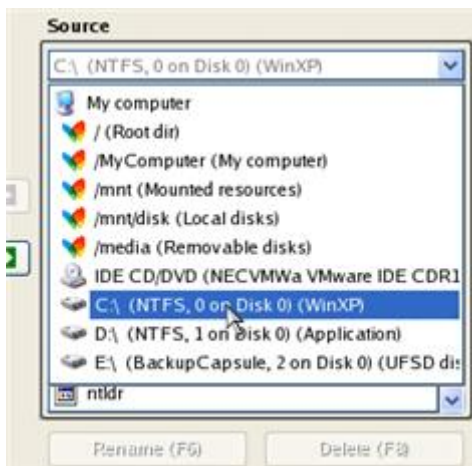 Source
C:\ (NTFS, 0 on Disk 0) (WinXP)
My computer
/ (Root dir)
/MyComputer (My computer)
/mnt (Mounted resources)
/mnt/disk (Local disks)
/media (Removable disks)
IDE CD/DVD (NECVMWa VMware IDE CDR1
C:\ (NTFS, 0 on Disk 0) (WinXP)
D:\ (NTFS, 1 on Disk 0) (Application)
E:\ (BackupCapsule, 2 on Disk 0) (UFSD dis
ntldr
Rename (F6) Delete (F8)